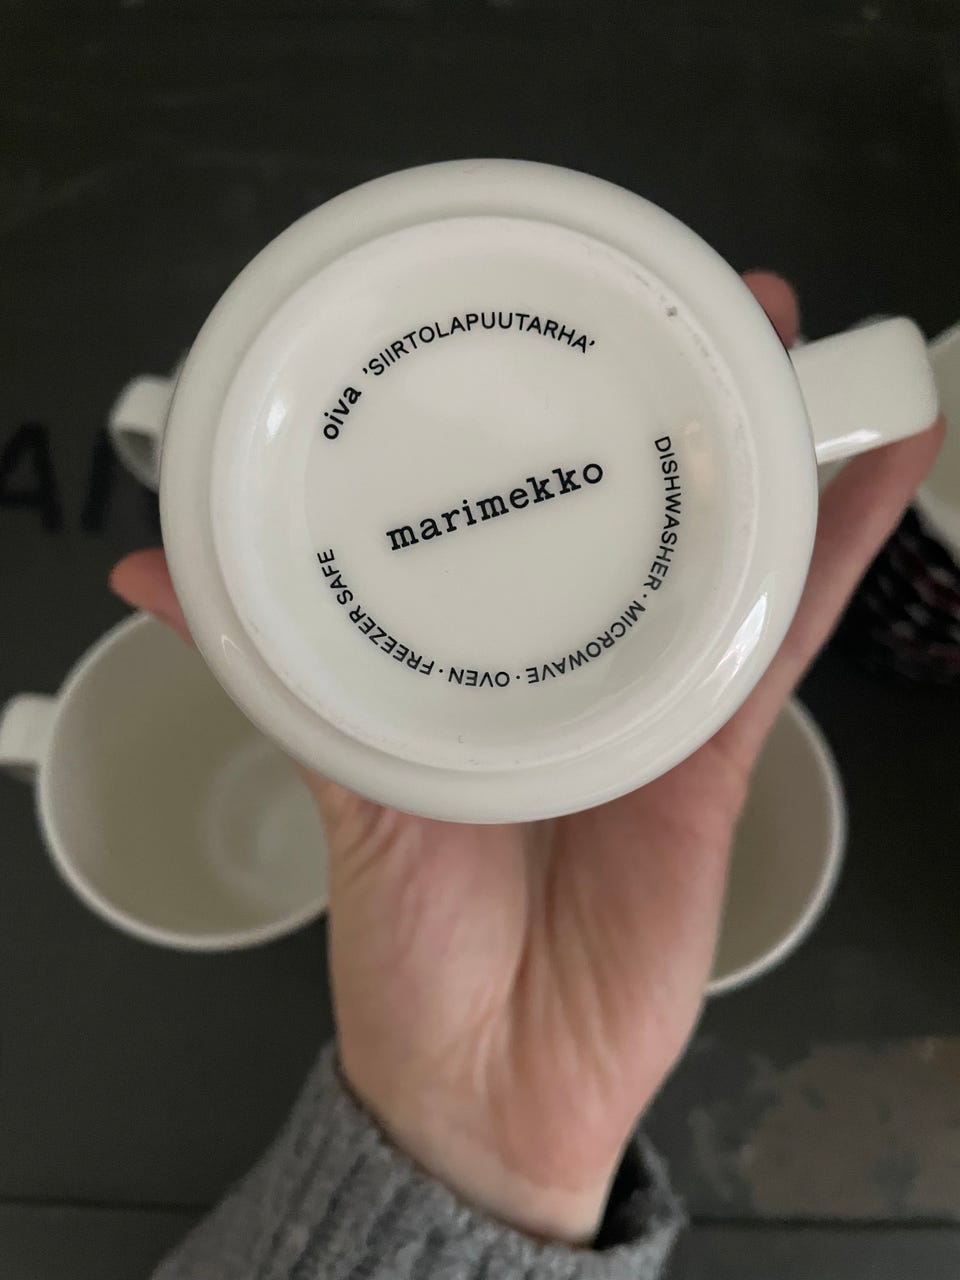 oiva 'SIIRTOLAPUUTARHA'
marimekko
DISHWASHER · MICROWAVE · OVEN · FREEZER SAFE